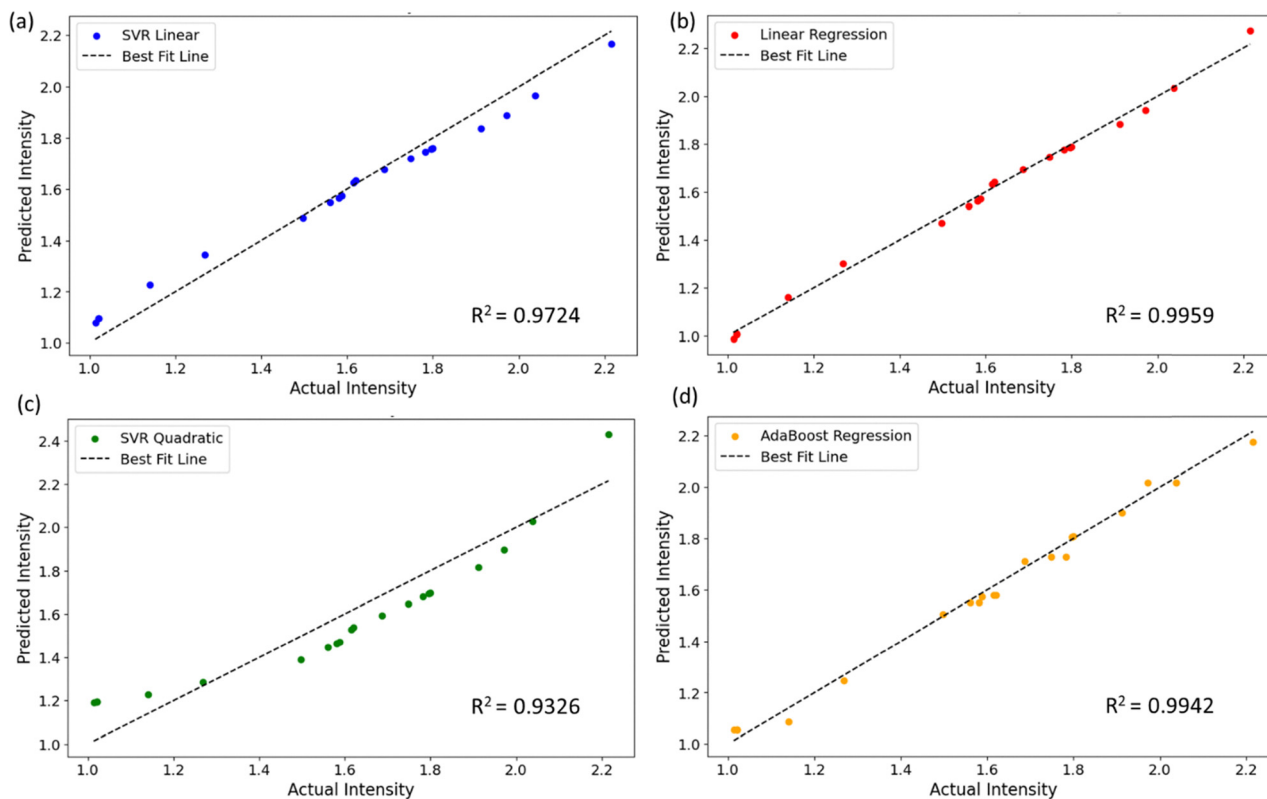 (a)
SVR Linear
Best Fit Line
Predicted Intensity
2.2
2.0
1.8
1.6
1.4
1.2
1.0
R² = 0.9724
1.0 1.2 1.4 1.6 1.8 2.0 2.2
Actual Intensity
(b)
Linear Regression
Best Fit Line
Predicted Intensity
2.2
2.0
1.8
1.6
1.4
1.2
1.0
R² = 0.9959
1.0 1.2 1.4 1.6 1.8 2.0 2.2
Actual Intensity
(c)
SVR Quadratic
Best Fit Line
Predicted Intensity
2.4
2.2
2.0
1.8
1.6
1.4
1.2
1.0
R² = 0.9326
1.0 1.2 1.4 1.6 1.8 2.0 2.2
Actual Intensity
(d)
AdaBoost Regression
Best Fit Line
Predicted Intensity
2.2
2.0
1.8
1.6
1.4
1.2
1.0
R² = 0.9942
1.0 1.2 1.4 1.6 1.8 2.0 2.2
Actual Intensity